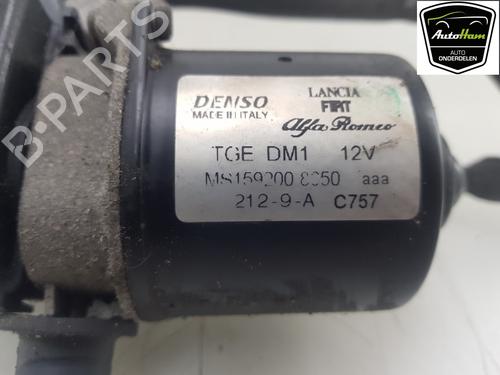 AutoHam
AUTO
ONDERDELEN
B-PARTS
DENSO
MADE IN ITALY
LANCIA
FIAT
Alfa Romeo
TGE DM1 12V
MS159200 8050 aaa
212-9-A C757